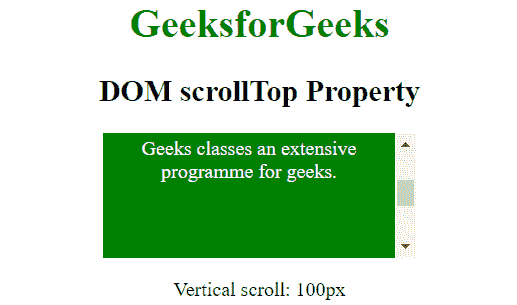 GeeksforGeeks
DOM scrollTop Property
Geeks classes an extensive
programme for geeks.
Vertical scroll: 100px